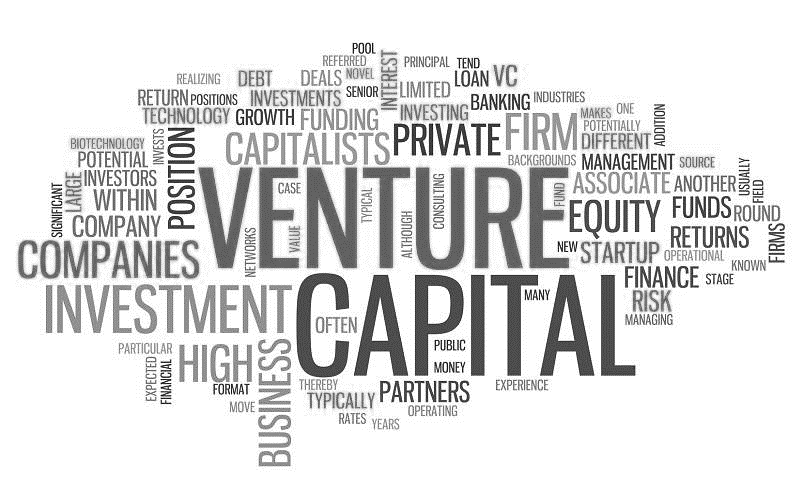 POOL
REFERRED
PRINCIPAL
TEND
REALIZING
DEBT
DEALS
NOVEL
INTEREST
LOAN
VC
RETURN
POSITIONS
INVESTMENTS
SENIOR
LIMITED
BANKING
INDUSTRIES
TECHNOLOGY
GROWTH
FUNDING
INVESTING
MAKES
ONE
POTENTIALLY
ADDITION
BIOTECHNOLOGY
INVESTS
POSITION
CAPITALISTS
PRIVATE
FIRM
DIFFERENT
POTENTIAL
BACKGROUNDS
MANAGEMENT
SOURCE
USUALLY
FIELD
SIGNIFICANT
LARGE
INVESTORS
WITHIN
VENTURE
CASE
VALUE
TYPICAL
ALTHOUGH
CONSULTING
FUND
ASSOCIATE
ANOTHER
COMPANY
EQUITY
FUNDS
ROUND
FIRMS
COMPANIES
NETWORKS
NEW
STARTUP
RETURNS
OPERATIONAL
KNOWN
FINANCE
STAGE
INVESTMENT
CAPITAL
OFTEN
MANY
RISK
MANAGING
PARTICULAR
EXPECTED
FINANCIAL
HIGH
BUSINESS
PUBLIC
MONEY
FORMAT
THEREBY
PARTNERS
EXPERIENCE
MOVE
TYPICALLY
OPERATING
RATES
YEARS